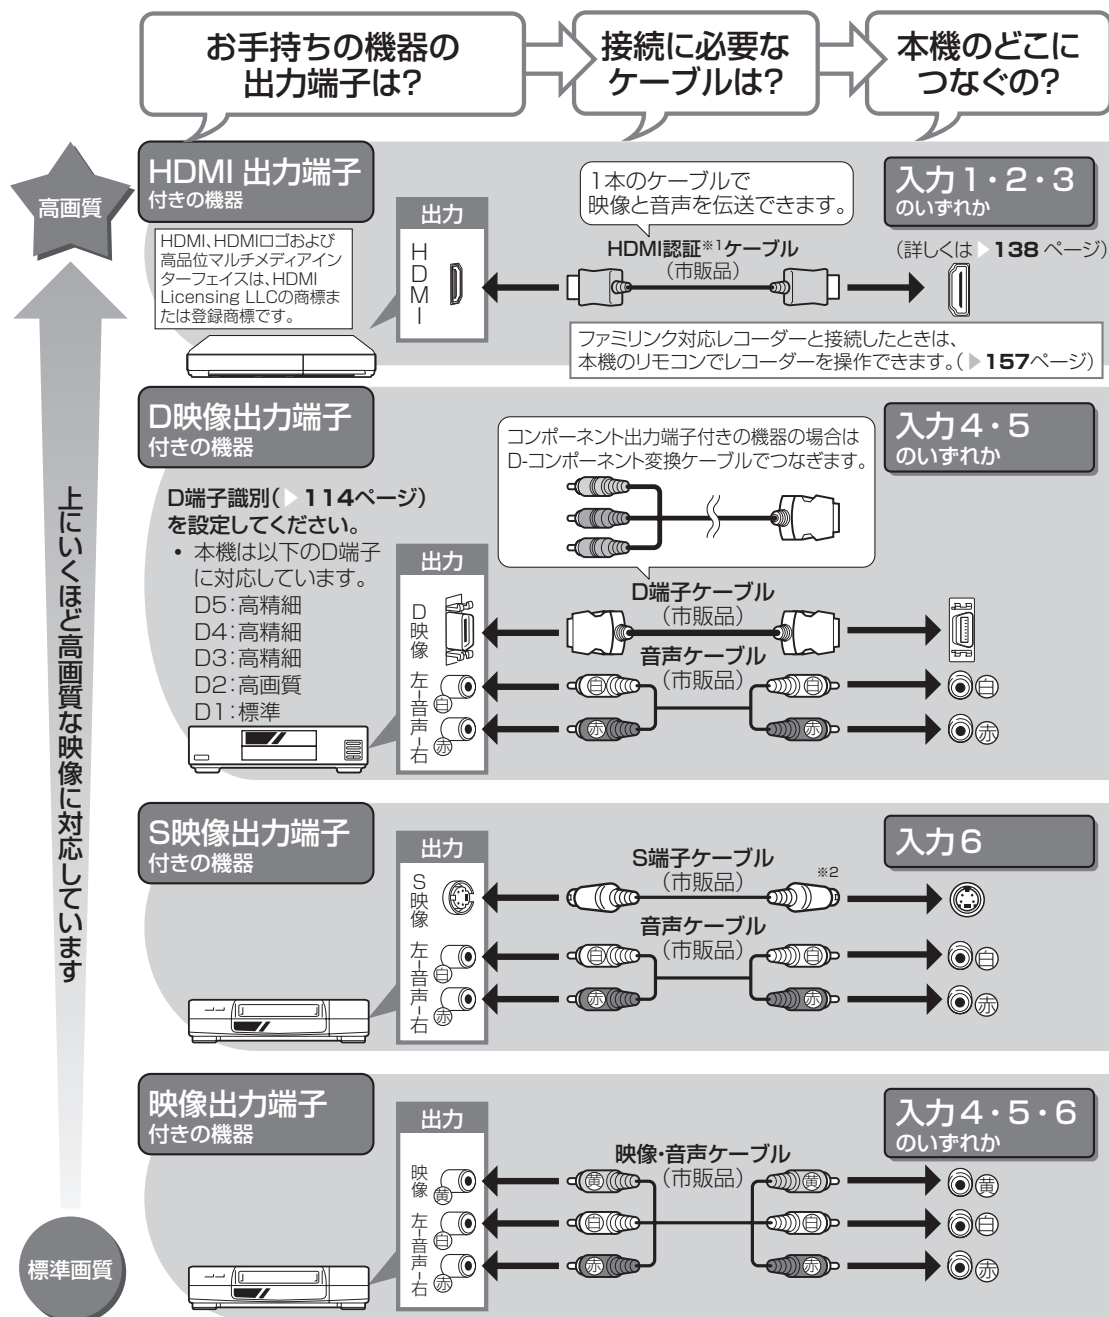 お手持ちの機器の
出力端子は?
接続に必要な
ケーブルは?
本機のどこに
つなぐの?
高画質
上にいくほど高画質な映像に対応しています
標準画質
HDMI 出力端子
付きの機器
HDMI、HDMIロゴおよび
高品位マルチメディアイン
ターフェイスは、HDMI
Licensing LLCの商標ま
たは登録商標です。
出力
HDMI
1本のケーブルで
映像と音声を伝送できます。
HDMI認証※1ケーブル
(市販品)
入力1・2・3
のいずれか
(詳しくは ▶138 ページ)
ファミリンク対応レコーダーと接続したときは、
本機のリモコンでレコーダーを操作できます。(▶157ページ)
D映像出力端子
付きの機器
D端子識別(▶114ページ)
を設定してください。
• 本機は以下のD端子
に対応しています。
D5:高精細
D4:高精細
D3:高精細
D2:高画質
D1:標準
出力
D映像
左-音声-右
白
赤
コンポーネント出力端子付きの機器の場合は
D-コンポーネント変換ケーブルでつなぎます。
D端子ケーブル
(市販品)
音声ケーブル
(市販品)
白 白
赤 赤
入力4・5
のいずれか
白
赤
S映像出力端子
付きの機器
出力
S映像
左-音声-右
白
赤
S端子ケーブル
(市販品)
※2
音声ケーブル
(市販品)
白 白
赤 赤
入力6
白
赤
映像出力端子
付きの機器
出力
映像
黄
左-音声-右
白
赤
映像・音声ケーブル
(市販品)
黄 黄
白 白
赤 赤
入力4・5・6
のいずれか
黄
白
赤